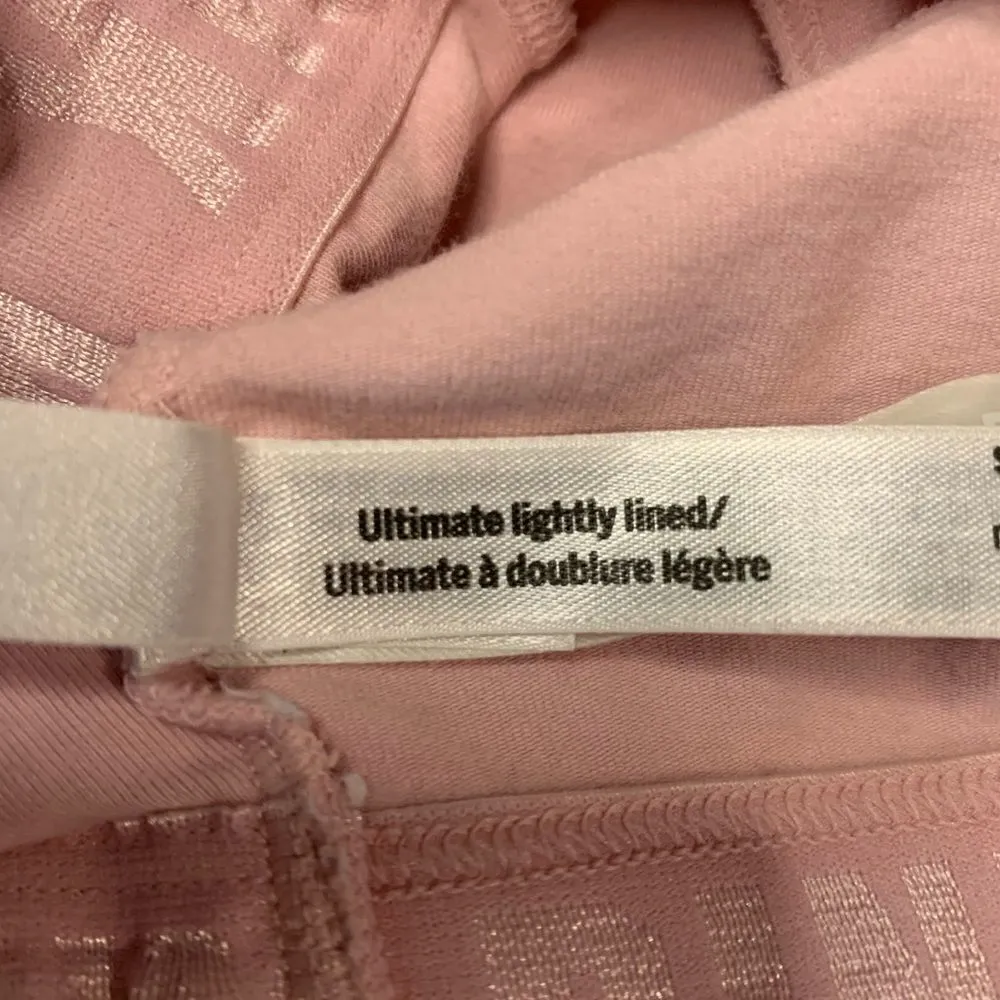 Ultimate lightly lined/
Ultimate à doublure légère